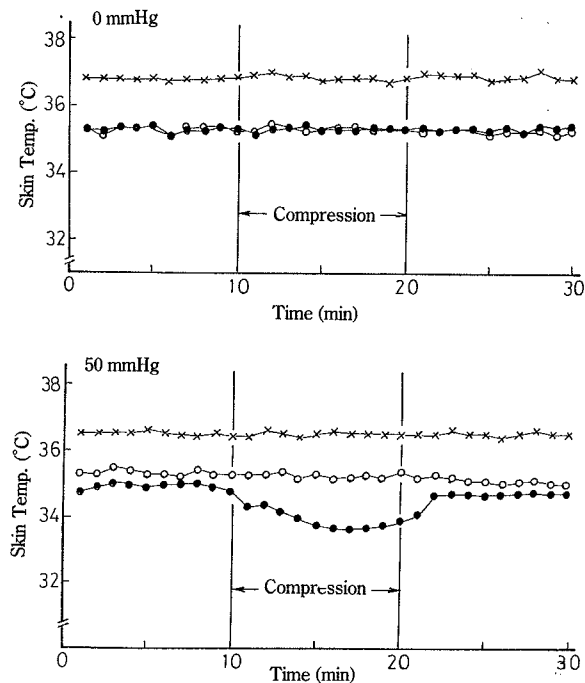 0 mmHg
38
36
34
32
Skin Temp. (°C)
Compression
0 10 20 30
Time (min)
50 mmHg
38
36
34
32
Skin Temp. (°C)
Compression
0 10 20 30
Time (min)